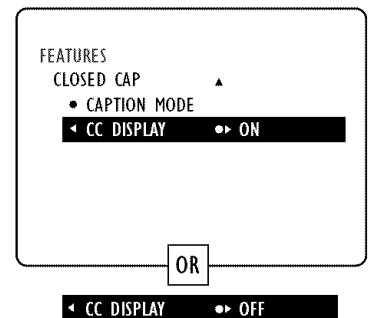 FEATURES
CLOSED CAP ▲
● CAPTION MODE
◄ CC DISPLAY ●► ON
OR
◄ CC DISPLAY ●► OFF